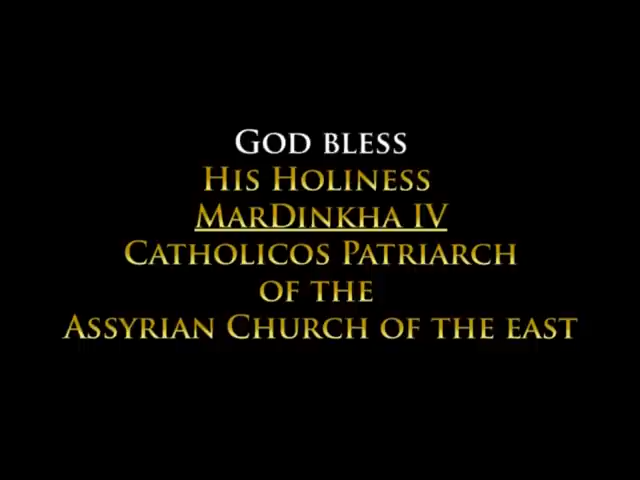 God bless
His Holiness
MarDinkha IV
Catholicos Patriarch
of the
Assyrian Church of the east